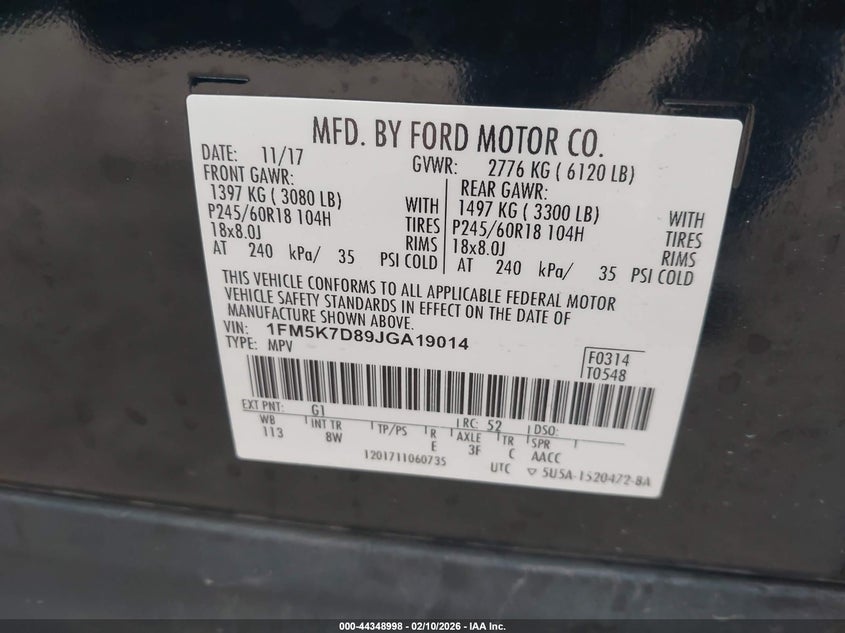 MFD. BY FORD MOTOR CO.
DATE: 11/17 GVWR: 2776 KG ( 6120 LB)
FRONT GAWR: REAR GAWR:
1397 KG ( 3080 LB) WITH 1497 KG ( 3300 LB) WITH
P245/60R18 104H TIRES P245/60R18 104H TIRES
18x8.0J RIMS 18x8.0J RIMS
AT 240 kPa/ 35 PSI COLD AT 240 kPa/ 35 PSI COLD
THIS VEHICLE CONFORMS TO ALL APPLICABLE FEDERAL MOTOR
VEHICLE SAFETY STANDARDS IN EFFECT ON THE DATE OF
MANUFACTURE SHOWN ABOVE.
VIN: 1FM5K7D89JGA19014
TYPE: MPV
F0314
T0548
EXT PNT: G1 RC: 52 DSO:
WB INT TR TP/PS R AXLE TR SPR
113 8W E 3F C AACC
120171106073S UTC ▽ 5U5A-1520472-BA
000-44348998 - 02/10/2026 - IAA Inc.